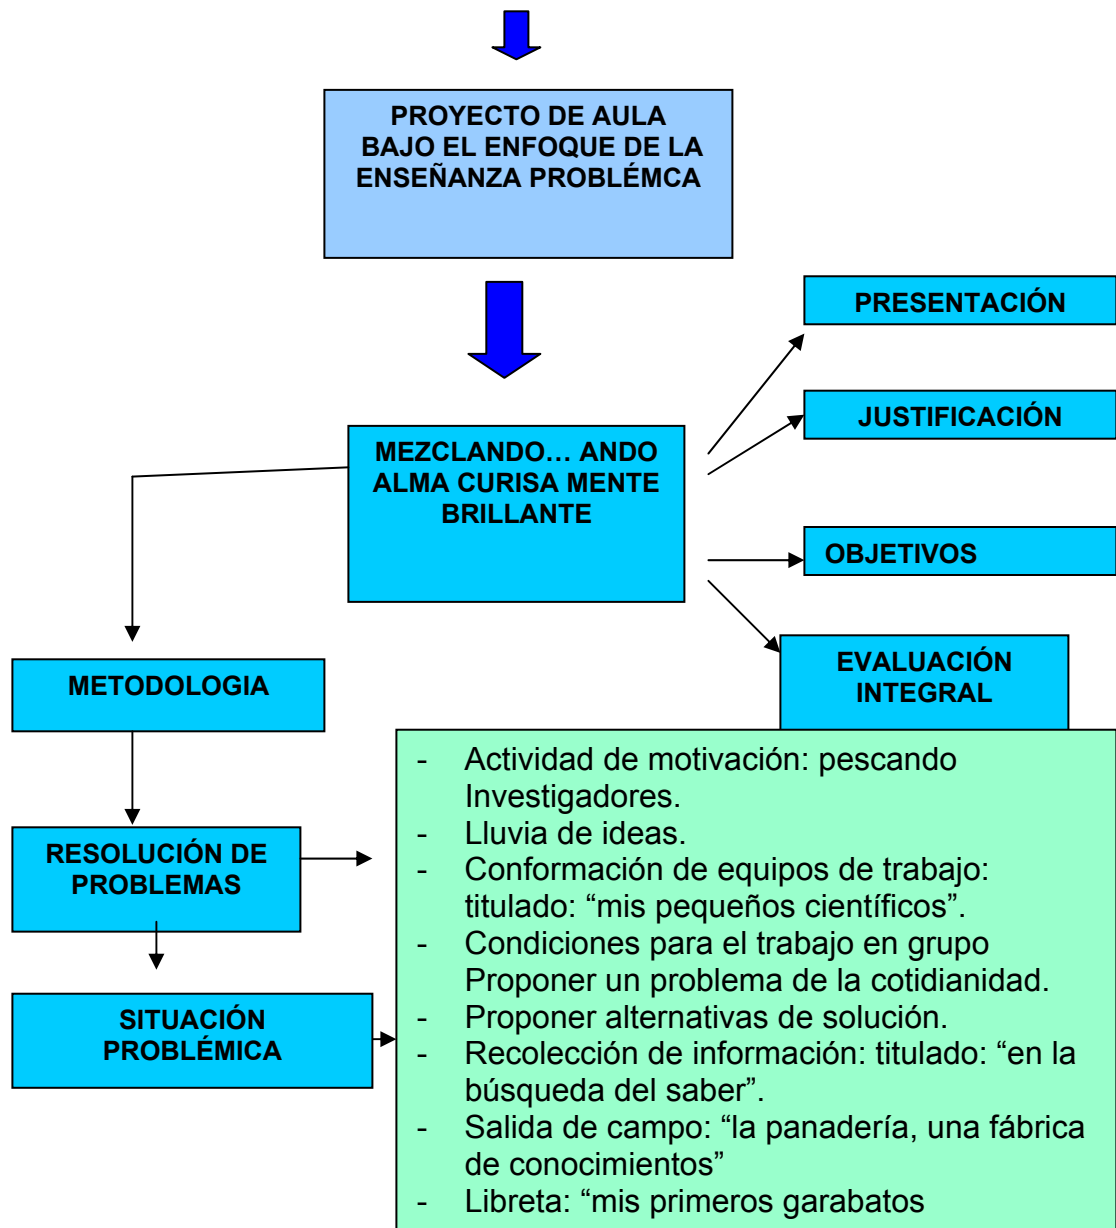 PROYECTO DE AULA
BAJO EL ENFOQUE DE LA
ENSEÑANZA PROBLÉMCA
PRESENTACIÓN
JUSTIFICACIÓN
MEZCLANDO… ANDO
ALMA CURISA MENTE
BRILLANTE
OBJETIVOS
EVALUACIÓN
INTEGRAL
METODOLOGIA
RESOLUCIÓN DE
PROBLEMAS
SITUACIÓN
PROBLÉMICA
- Actividad de motivación: pescando
Investigadores.
- Lluvia de ideas.
- Conformación de equipos de trabajo:
titulado: “mis pequeños científicos”.
- Condiciones para el trabajo en grupo
Proponer un problema de la cotidianidad.
- Proponer alternativas de solución.
- Recolección de información: titulado: “en la
búsqueda del saber”.
- Salida de campo: “la panadería, una fábrica
de conocimientos”
- Libreta: “mis primeros garabatos